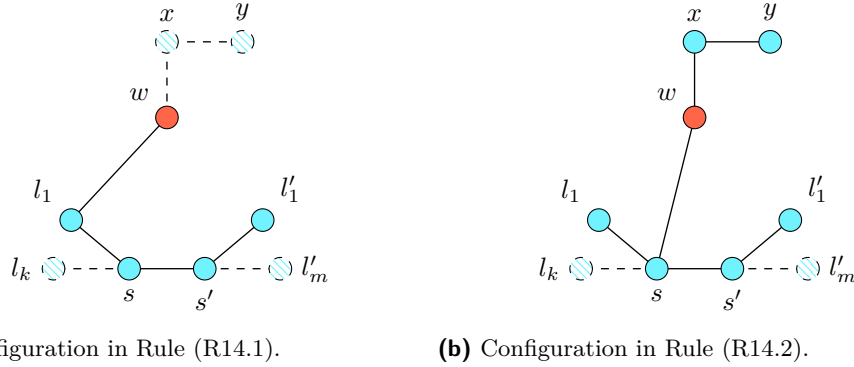 x y
w
l₁ l′₁
lₖ l′ₘ
s s′
x y
w
l₁ l′₁
lₖ l′ₘ
s s′
figuration in Rule (R14.1).
(b) Configuration in Rule (R14.2).